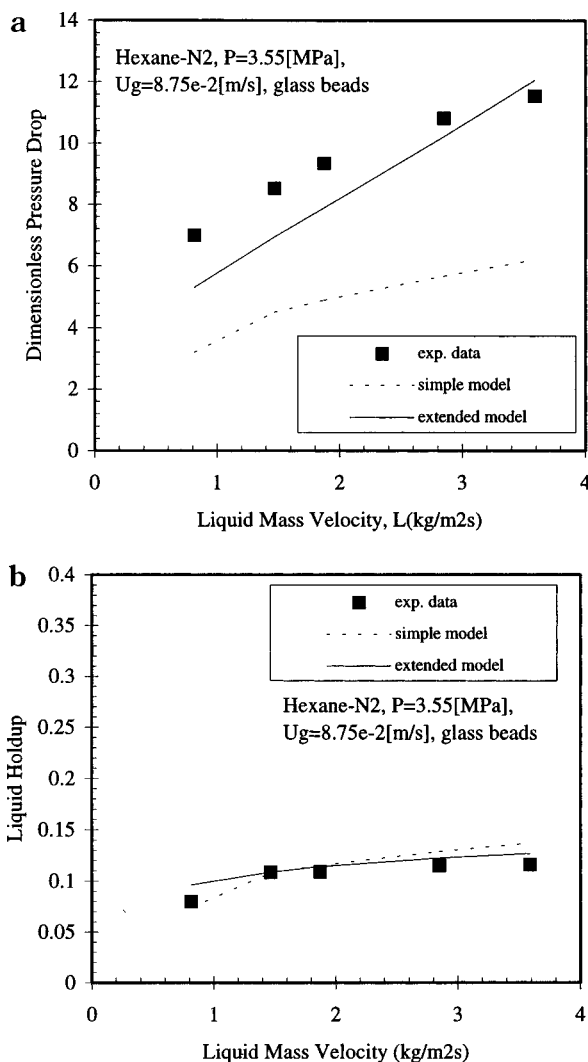 a
Hexane-N2, P=3.55[MPa],
Ug=8.75e-2[m/s], glass beads
Dimensionless Pressure Drop
14
12
10
8
6
4
2
0
exp. data
simple model
extended model
0 1 2 3 4
Liquid Mass Velocity, L(kg/m2s)
b
0.4
0.35
0.3
0.25
0.2
0.15
0.1
0.05
0
Liquid Holdup
exp. data
simple model
extended model
Hexane-N2, P=3.55[MPa],
Ug=8.75e-2[m/s], glass beads
0 1 2 3 4
Liquid Mass Velocity (kg/m2s)